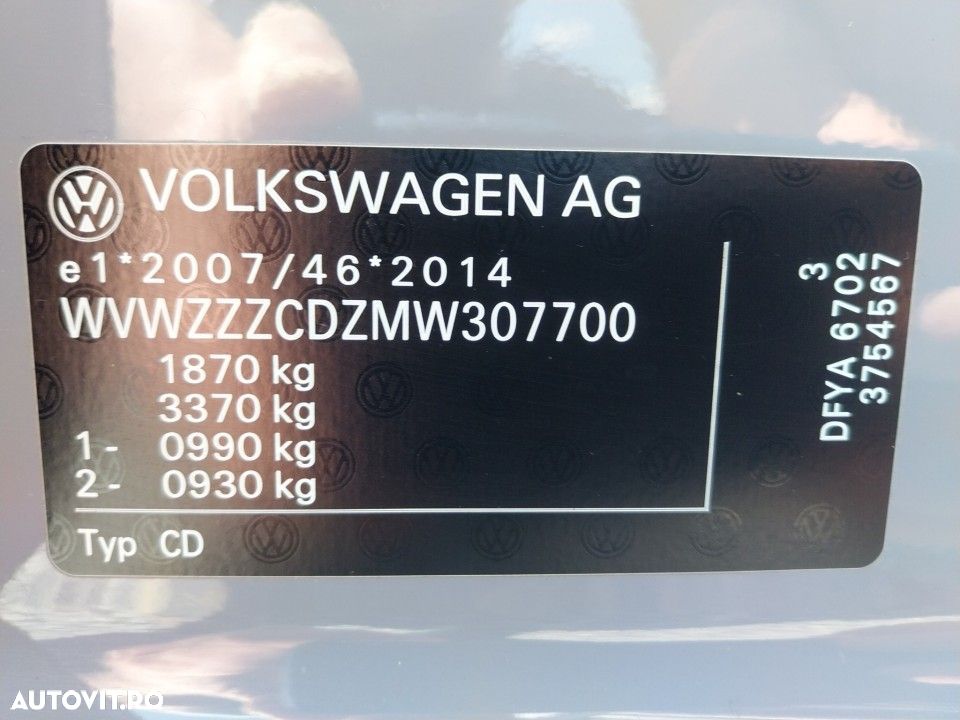 VOLKSWAGEN AG
e1*2007/46*2014
WVWZZZCDZMW307700
1870 kg
3370 kg
1- 0990 kg
2- 0930 kg
Typ CD
3
DFYA 6702
3754567
AUTOVIT.RO